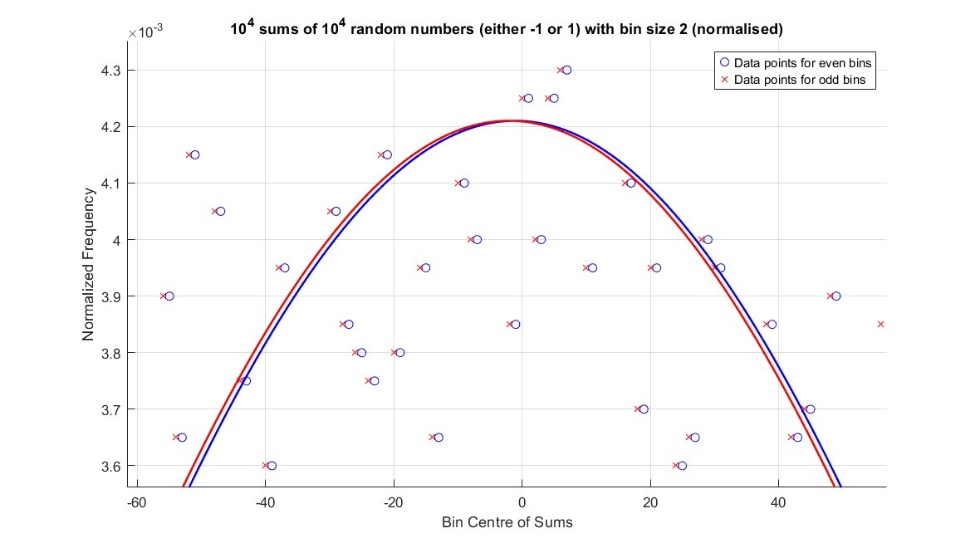 10^4 sums of 10^4 random numbers (either -1 or 1) with bin size 2 (normalised)
×10^-3
Data points for even bins
Data points for odd bins
4.3
4.2
4.1
4
3.9
3.8
3.7
3.6
Normalized Frequency
-60 -40 -20 0 20 40
Bin Centre of Sums